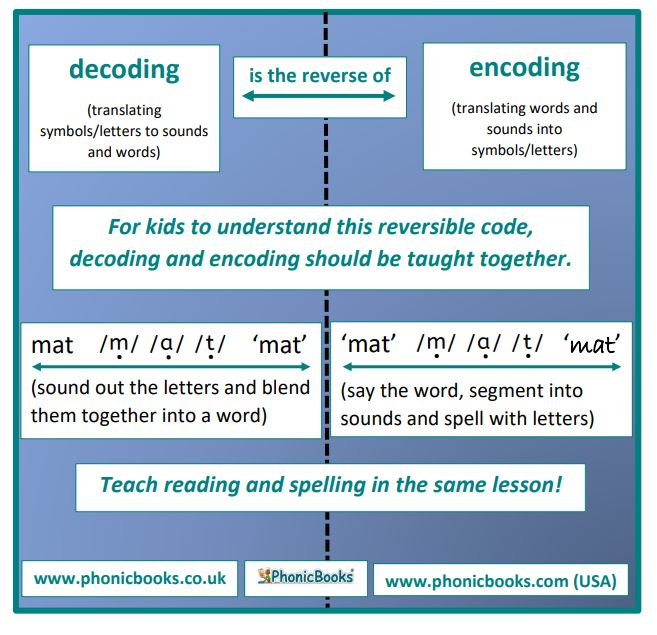 decoding
(translating
symbols/letters to sounds
and words)
is the reverse of
encoding
(translating words and
sounds into
symbols/letters)
For kids to understand this reversible code,
decoding and encoding should be taught together.
mat /ṃ/ /ɑ̣/ /ṭ/ ‘mat’
(sound out the letters and blend
them together into a word)
‘mat’ /ṃ/ /ɑ̣/ /ṭ/ ‘mat’
(say the word, segment into
sounds and spell with letters)
Teach reading and spelling in the same lesson!
www.phonicbooks.co.uk
PhonicBooks
www.phonicbooks.com (USA)